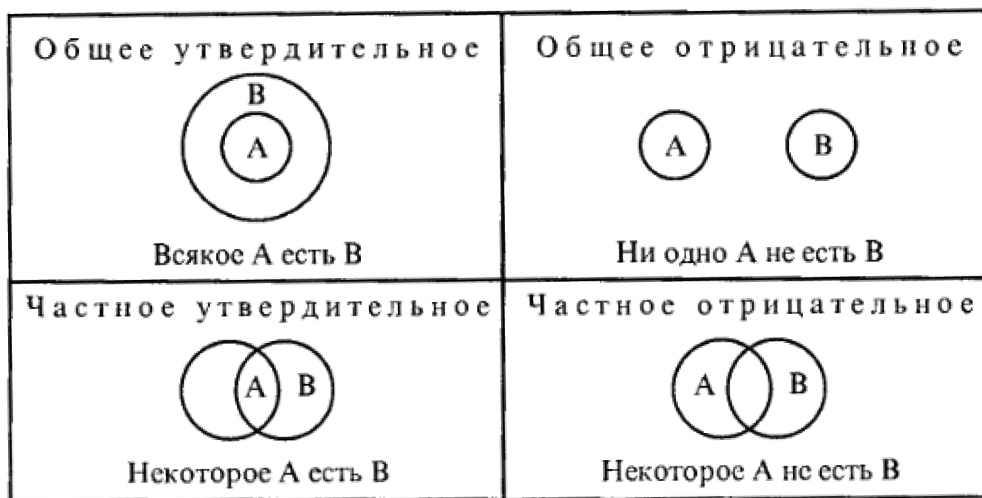 Общее утвердительное
В
А
Всякое А есть В
Общее отрицательное
А В
Ни одно А не есть В
Частное утвердительное
А В
Некоторое А есть В
Частное отрицательное
А В
Некоторое А не есть В